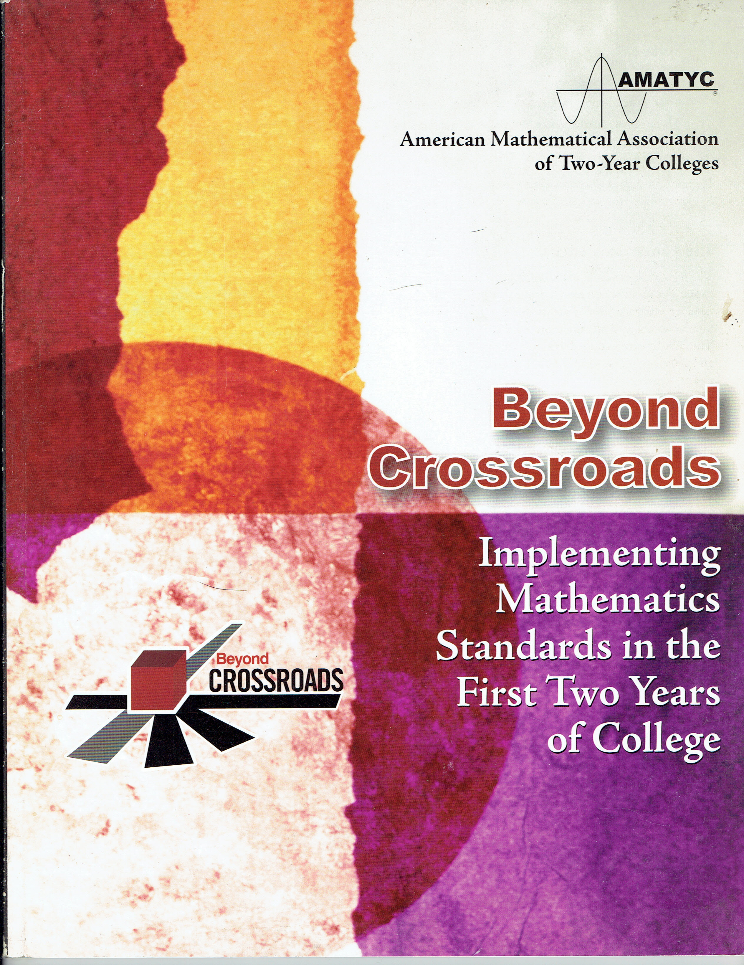 AMATYC
American Mathematical Association
of Two-Year Colleges
Beyond
Crossroads
Implementing
Mathematics
Standards in the
First Two Years
of College
Beyond
CROSSROADS